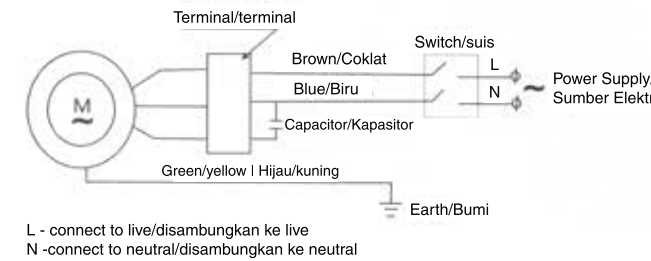 Terminal/terminal
Switch/suis
Brown/Coklat
L
Blue/Biru
N
Power Supply/
Sumber Elektr
M
Capacitor/Kapasitor
Green/yellow | Hijau/kuning
Earth/Bumi
L - connect to live/disambungkan ke live
N -connect to neutral/disambungkan ke neutral